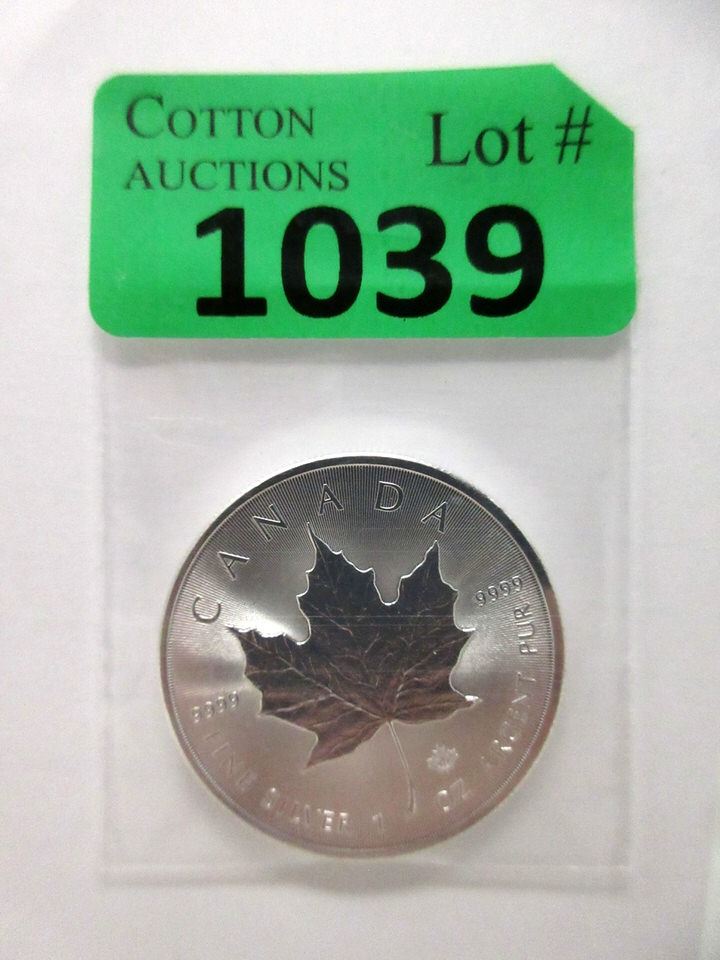 COTTON
AUCTIONS
Lot #
1039
CANADA
9999
9999
FINE SILVER 1 OZ ARGENT PUR